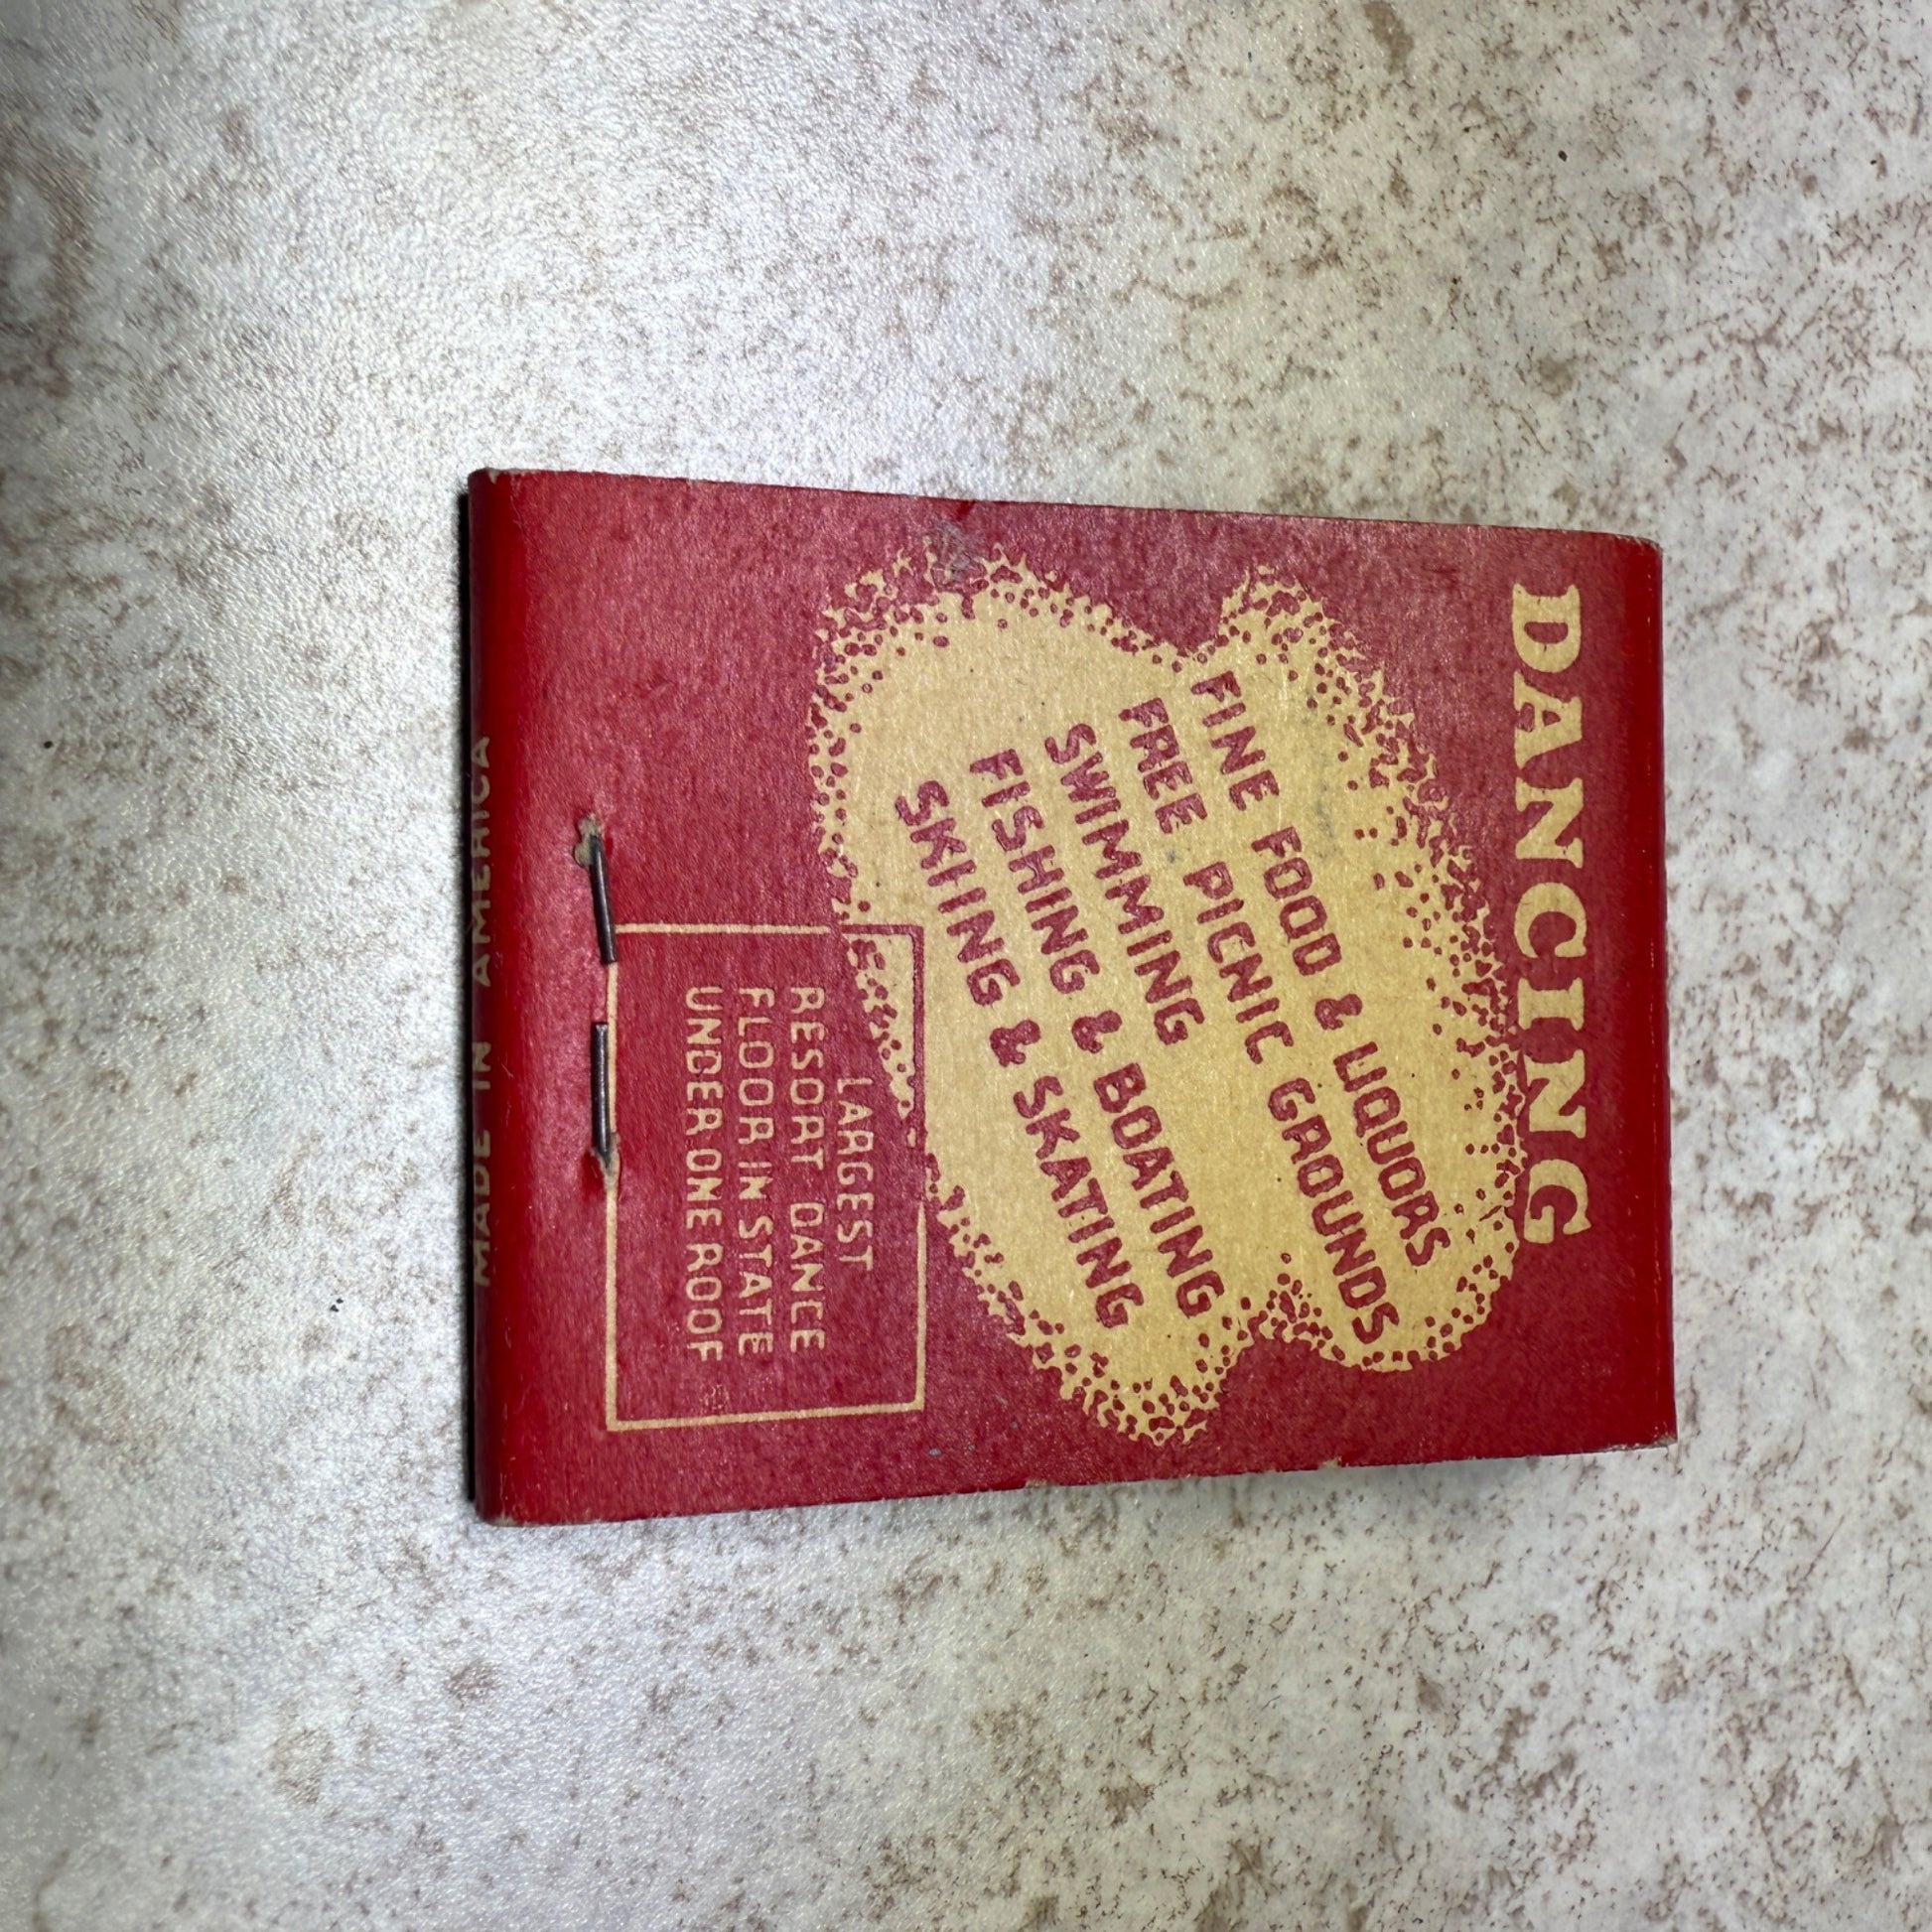 DANCING
FINE FOOD & LIQUORS
FREE PICNIC GROUNDS
SWIMMING
FISHING & BOATING
SKIING & SKATING
LARGEST
RESORT DANCE
FLOOR IN STATE
UNDER ONE ROOF
MADE IN AMERICA